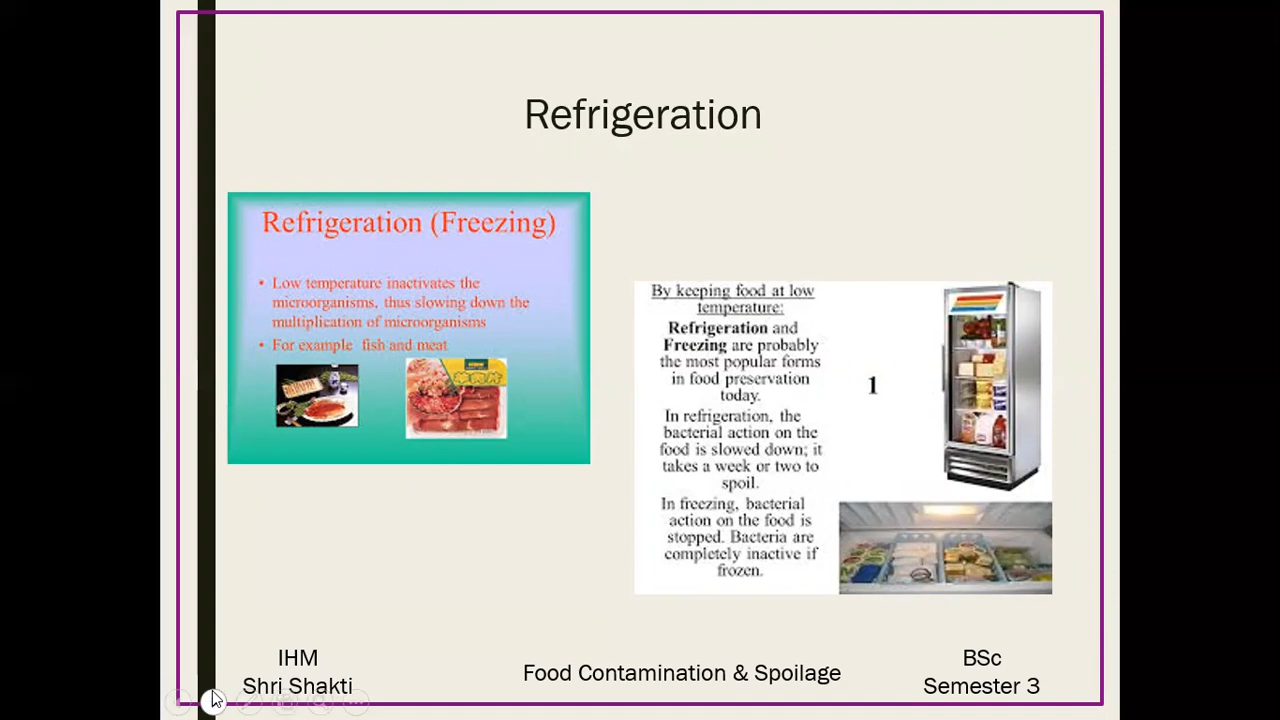 Refrigeration
Refrigeration (Freezing)
• Low temperature inactivates the
microorganisms, thus slowing down the
multiplication of microorganisms
• For example fish and meat
By keeping food at low
temperature:
Refrigeration and
Freezing are probably
the most popular forms
in food preservation
today.
In refrigeration, the
bacterial action on the
food is slowed down; it
takes a week or two to
spoil.
In freezing, bacterial
action on the food is
stopped. Bacteria are
completely inactive if
frozen.
1
IHM
Shri Shakti
Food Contamination & Spoilage
BSc
Semester 3